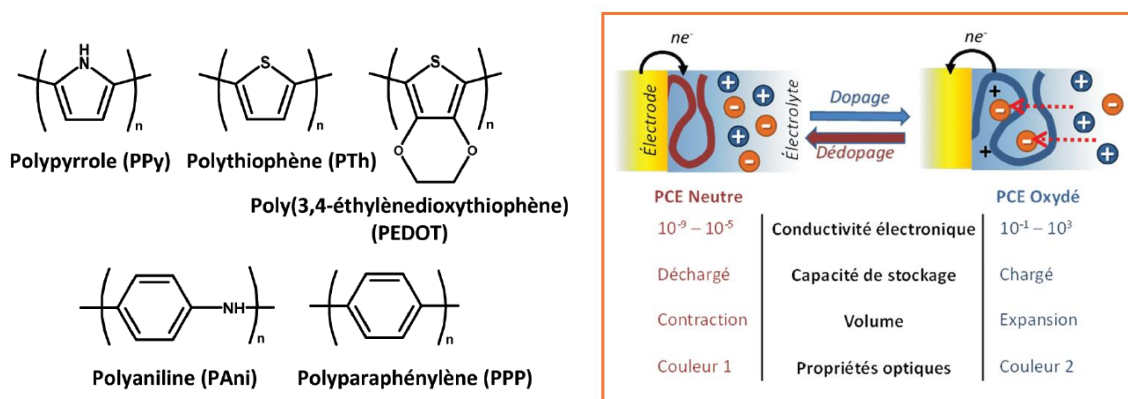 H
N
n
Polypyrrole (PPy)
S
n
Polythiophène (PTh)
S
n
O
O
Poly(3,4-éthylènedioxythiophène)
(PEDOT)
NH
n
Polyaniline (PAni)
n
Polyparaphénylène (PPP)
ne-
ne-
Électrode
Électrolyte
Dopage
Dédopage
PCE Neutre
PCE Oxydé
10⁻⁹ – 10⁻⁵
Conductivité électronique
10⁻¹ – 10³
Déchargé
Capacité de stockage
Chargé
Contraction
Volume
Expansion
Couleur 1
Propriétés optiques
Couleur 2